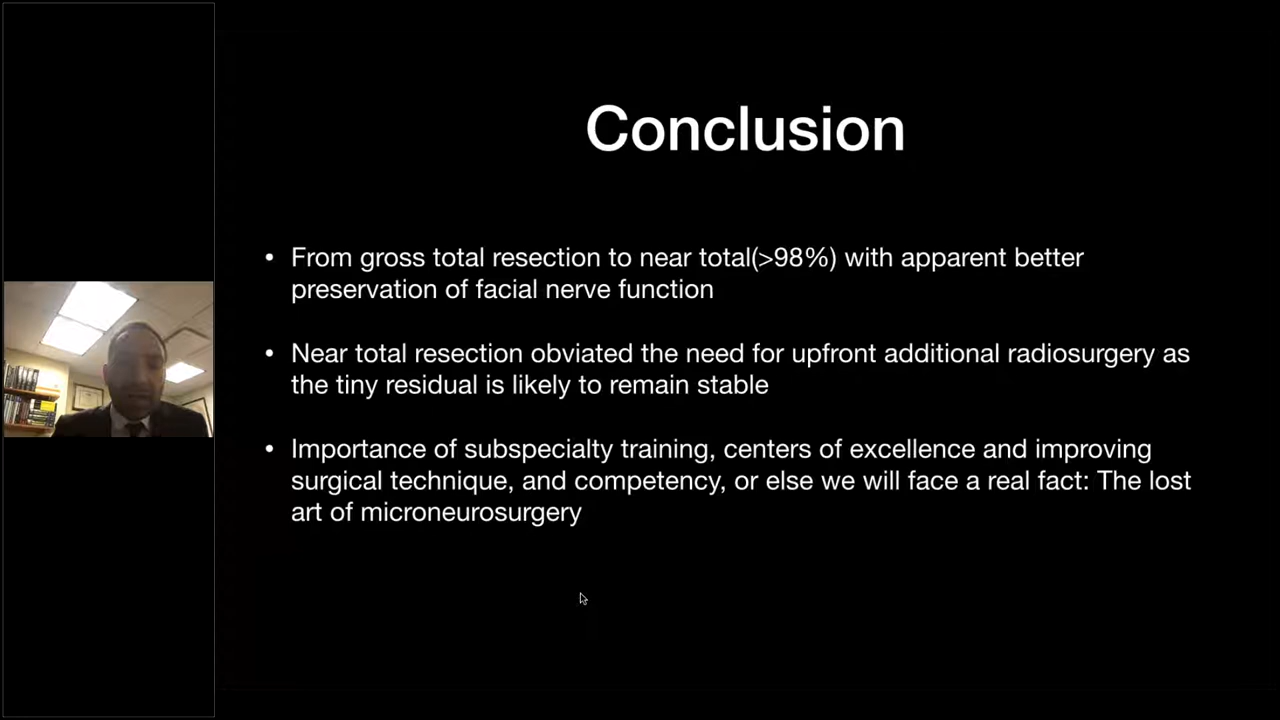 Conclusion
• From gross total resection to near total(>98%) with apparent better
preservation of facial nerve function
• Near total resection obviated the need for upfront additional radiosurgery as
the tiny residual is likely to remain stable
• Importance of subspecialty training, centers of excellence and improving
surgical technique, and competency, or else we will face a real fact: The lost
art of microneurosurgery